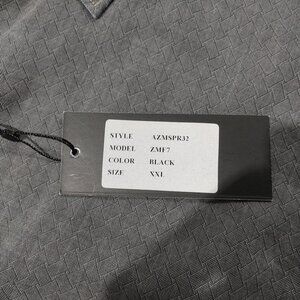 STYLE AZMSPR32
MODEL ZMF7
COLOR BLACK
SIZE XXL